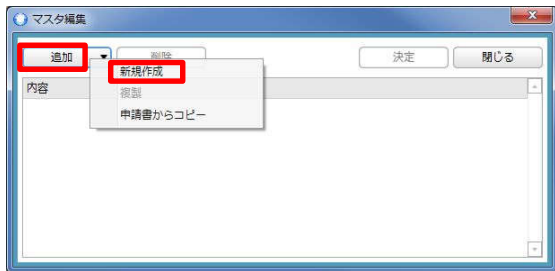 マスタ編集
追加
削除
決定
閉じる
新規作成
内容
複製
申請書からコピー